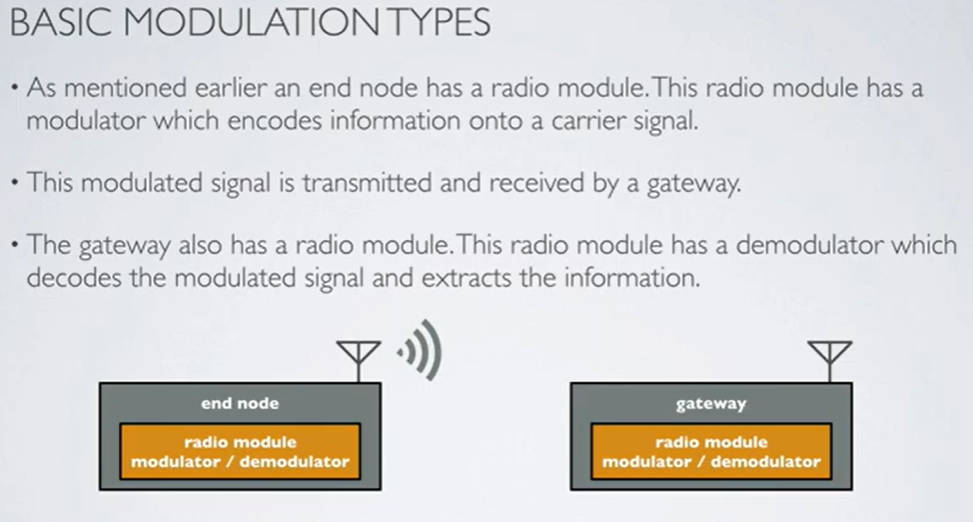 BASIC MODULATION TYPES
• As mentioned earlier an end node has a radio module. This radio module has a
modulator which encodes information onto a carrier signal.
• This modulated signal is transmitted and received by a gateway.
• The gateway also has a radio module. This radio module has a demodulator which
decodes the modulated signal and extracts the information.
end node
radio module
modulator / demodulator
gateway
radio module
modulator / demodulator